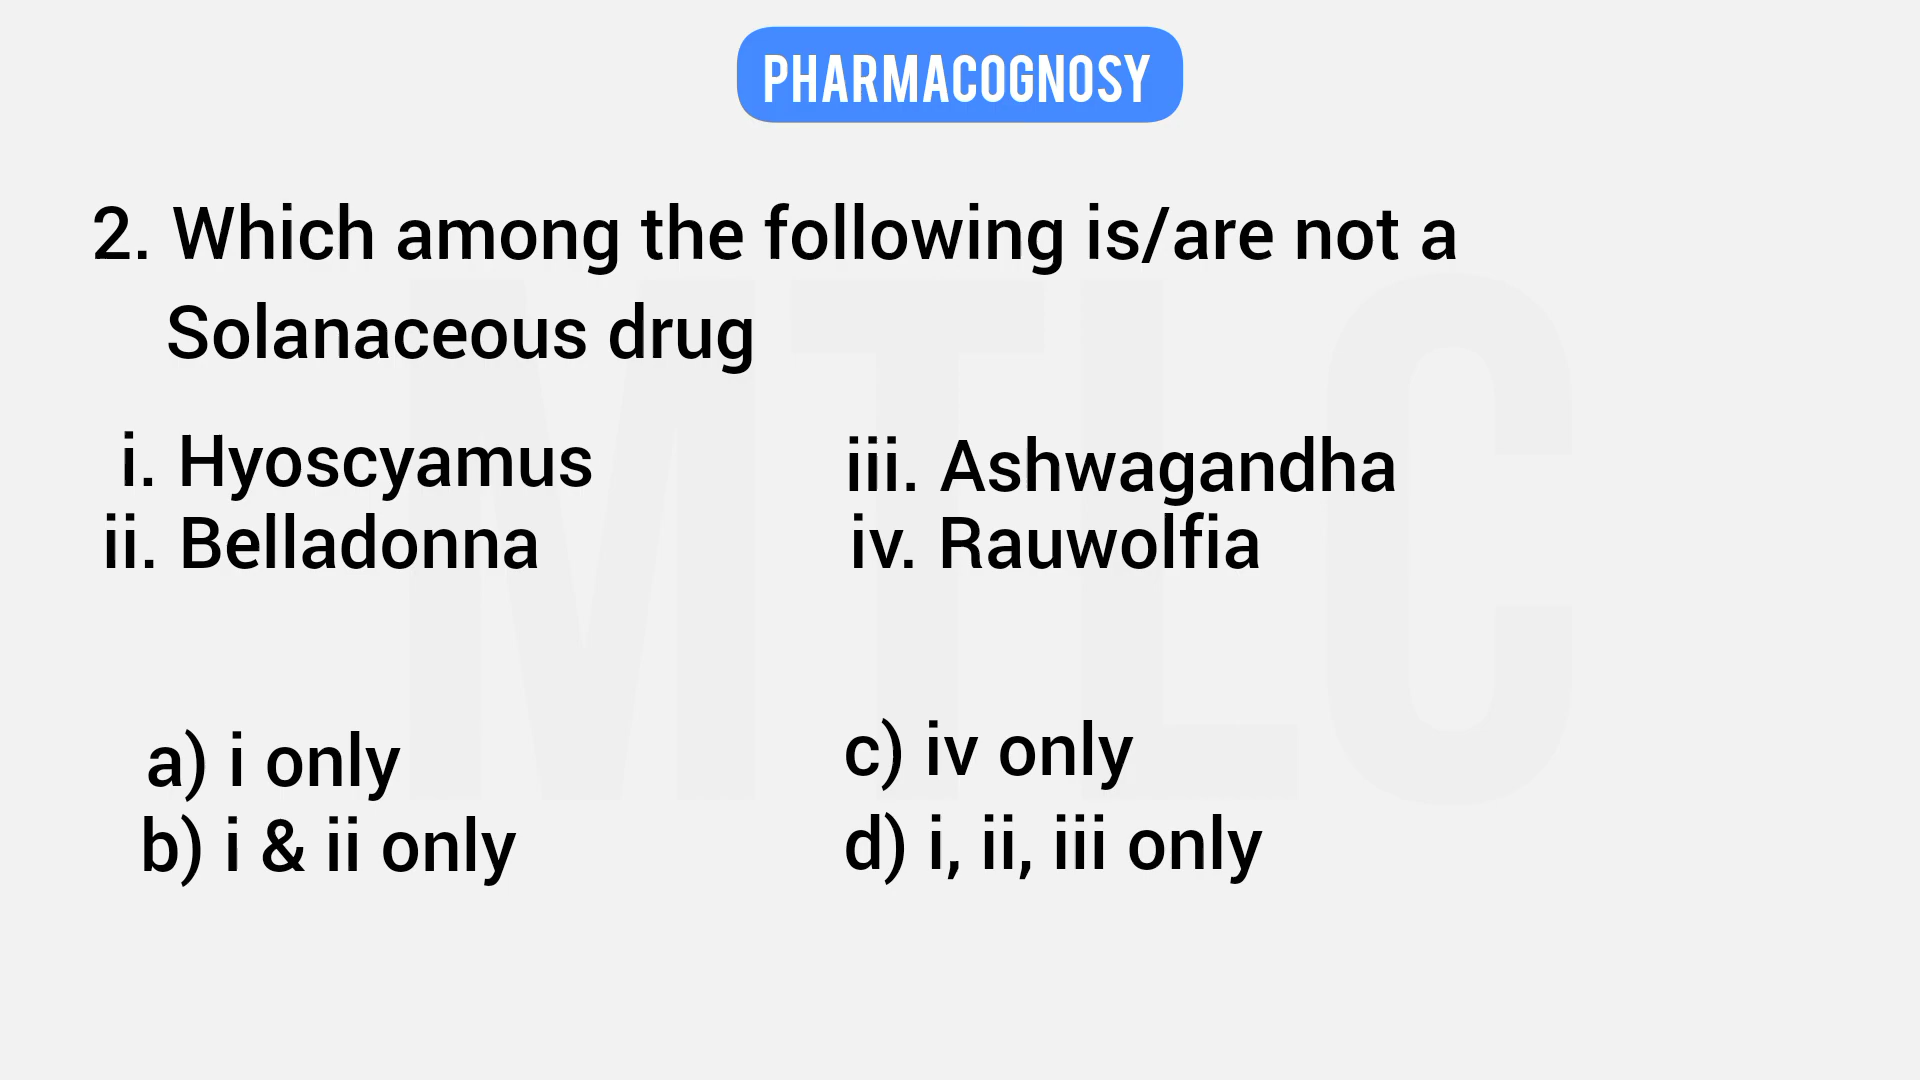 PHARMACOGNOSY
2. Which among the following is/are not a
Solanaceous drug
i. Hyoscyamus
ii. Belladonna
iii. Ashwagandha
iv. Rauwolfia
a) i only
b) i & ii only
c) iv only
d) i, ii, iii only
MTLC